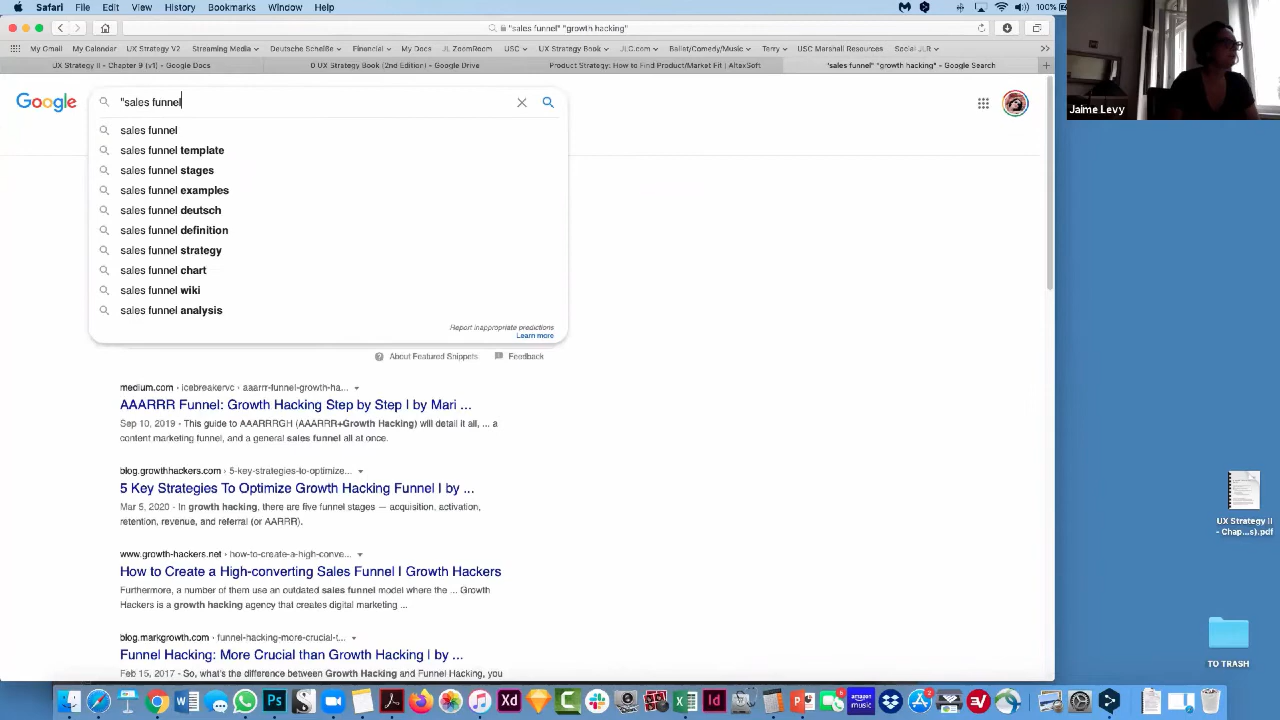 Safari File Edit View History Bookmarks Window Help 100%
"sales funnel" "growth hacking"
My Gmail My Calendar UX Strategy V2 Streaming Media Deutsche Scheiße Financial My Docs JL ZoomRoom USC UX Strategy Book JLC.com Ballet/Comedy/Music Terry USC Marshall Resources Social JLR
UX Strategy II - Chapter 9 (v1) - Google Docs
0 UX Strategy Book (2nd Edition) - Google Drive
Product Strategy: How to Find Product/Market Fit | AltexSoft
"sales funnel" "growth hacking" - Google Search
Jaime Levy
Google
"sales funnel
sales funnel
sales funnel template
sales funnel stages
sales funnel examples
sales funnel deutsch
sales funnel definition
sales funnel strategy
sales funnel chart
sales funnel wiki
sales funnel analysis
Report inappropriate predictions
Learn more
About Featured Snippets Feedback
medium.com › icebreakervc › aaarrr-funnel-growth-ha...
AAARRR Funnel: Growth Hacking Step by Step | by Mari ...
Sep 10, 2019 - This guide to AAARRRGH (AAARRR+Growth Hacking) will detail it all, ... a
content marketing funnel, and a general sales funnel all at once.
blog.growthhackers.com › 5-key-strategies-to-optimize...
5 Key Strategies To Optimize Growth Hacking Funnel | by ...
Mar 5, 2020 - In growth hacking, there are five funnel stages — acquisition, activation,
retention, revenue, and referral (or AARRR).
www.growth-hackers.net › how-to-create-a-high-conve...
How to Create a High-converting Sales Funnel | Growth Hackers
Furthermore, a number of them use an outdated sales funnel model where the ... Growth
Hackers is a growth hacking agency that creates digital marketing ...
blog.markgrowth.com › funnel-hacking-more-crucial-t...
Funnel Hacking: More Crucial than Growth Hacking | by ...
Feb 15, 2017 - So, what's the difference between Growth Hacking and Funnel Hacking, you
UX Strategy II
- Chap...s).pdf
TO TRASH